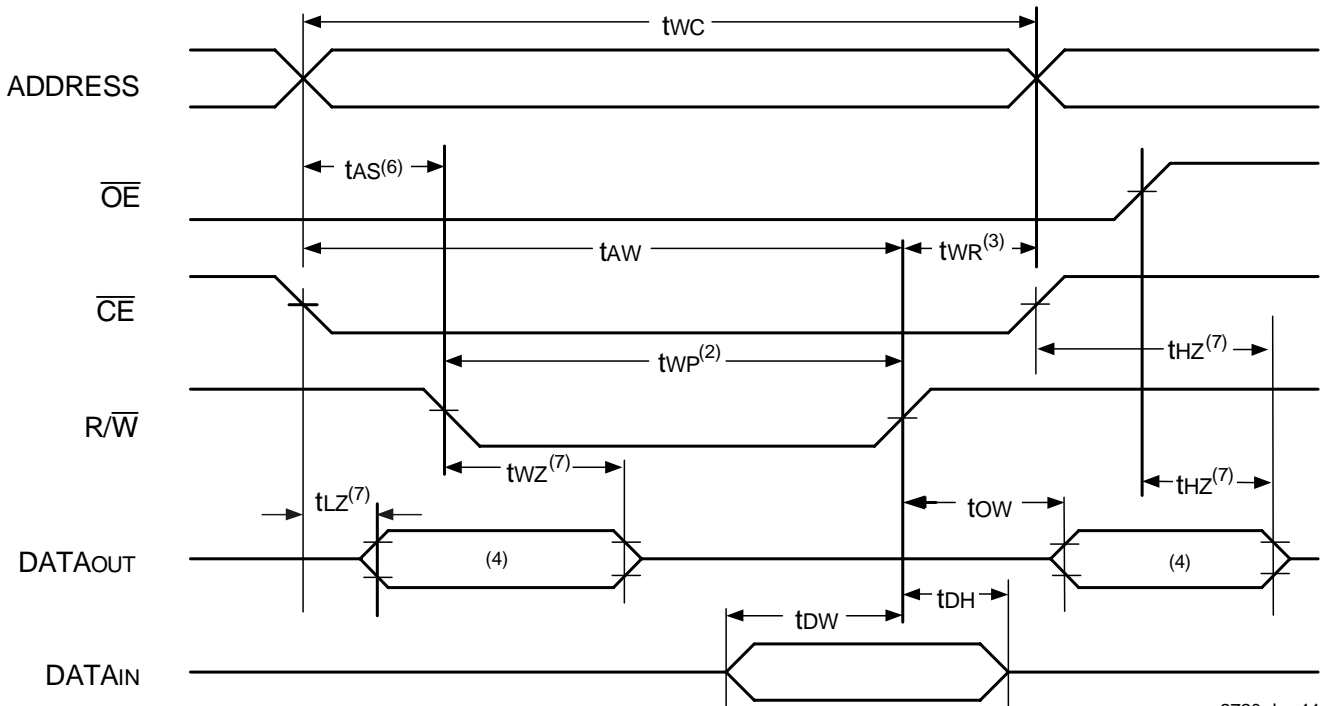 tWC
ADDRESS
tAS(6)
OE
tAW
tWR(3)
CE
tWP(2)
tHZ(7)
R/W
tWZ(7)
tLZ(7)
tOW
tHZ(7)
DATAOUT
(4)
(4)
tDW
tDH
DATAIN